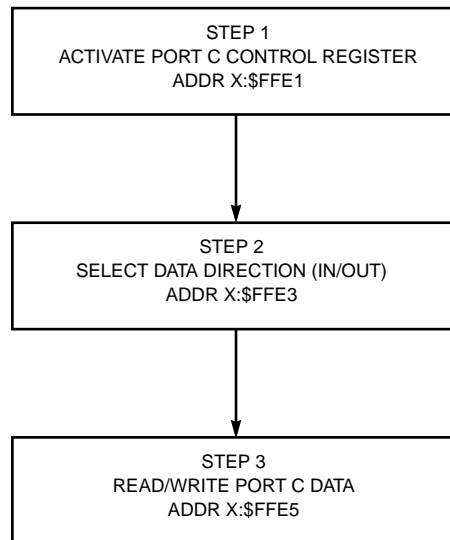 STEP 1
ACTIVATE PORT C CONTROL REGISTER
ADDR X:$FFE1
STEP 2
SELECT DATA DIRECTION (IN/OUT)
ADDR X:$FFE3
STEP 3
READ/WRITE PORT C DATA
ADDR X:$FFE5